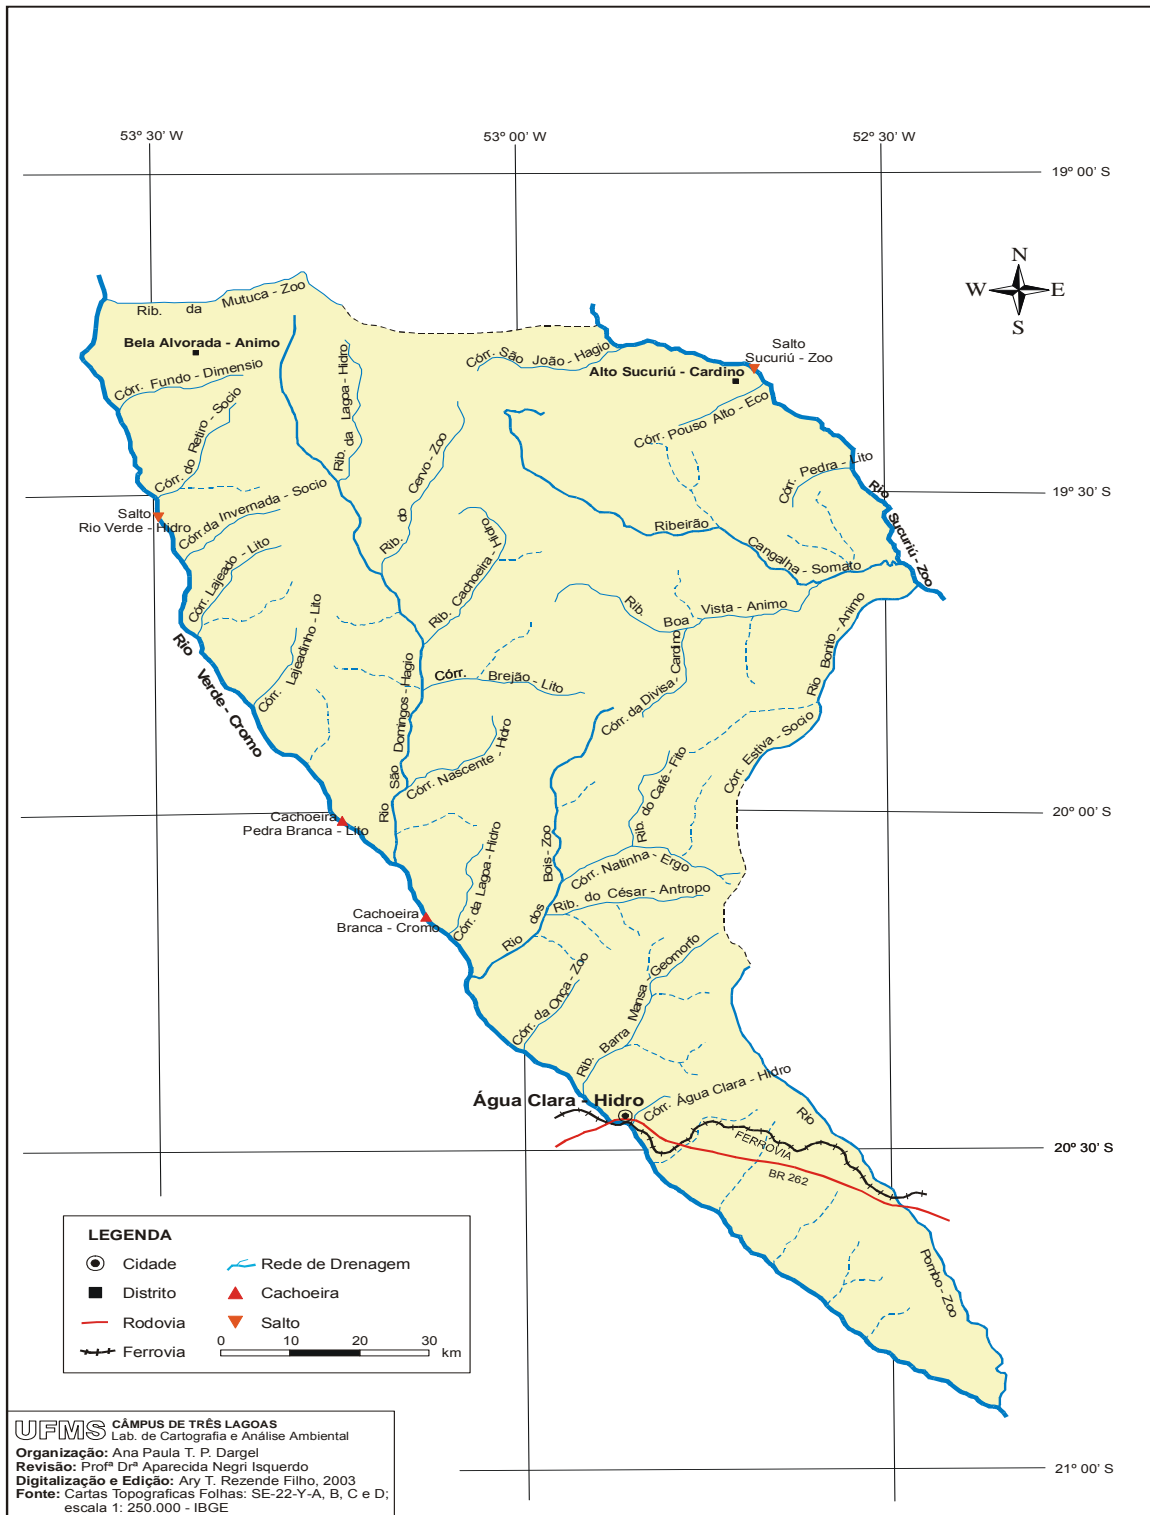 53º 30' W
53º 00' W
52º 30' W
19º 00' S
N
W
E
S
Rib. da Mutuca - Zoo
Bela Alvorada - Animo
Córr. Fundo - Dimensio
Córr. do Retiro - Socio
Rib. da Lagoa - Hidro
Córr. São João - Hagio
Salto
Sucuriú - Zoo
Alto Sucuriú - Cardino
Córr. Pouso Alto - Eco
Córr. Pedra - Lito
Rio Sucuriú - Zoo
19º 30' S
Rib. do Cervo - Zoo
Salto
Rio Verde - Hidro
Córr. da Invernada - Socio
Córr. Lajeado - Lito
Rib. Cachoeira - Hidro
Ribeirão Cangalha - Somato
Rib. Boa Vista - Animo
Rio Bonito - Animo
Córr. Lajeadinho - Lito
Rio Verde - Cromo
Rio São Domingos - Hagio
Córr. Brejão - Lito
Córr. da Divisa - Cardino
Córr. Estiva - Socio
Córr. Nascente - Hidro
Rib. do Café - Fito
20º 00' S
Cachoeira
Pedra Branca - Lito
Córr. da Lagoa - Hidro
Rio dos Bois - Zoo
Córr. Natinha - Ergo
Rib. do César - Antropo
Cachoeira
Branca - Cromo
Córr. da Onça - Zoo
Rib. Barra Mansa - Geomorfo
Córr. Água Clara - Hidro
Água Clara - Hidro
Rio Pombo - Zoo
FERROVIA
BR 262
20º 30' S
LEGENDA
Cidade
Distrito
Rodovia
Ferrovia
Rede de Drenagem
Cachoeira
Salto
0 10 20 30
km
UFMS CÂMPUS DE TRÊS LAGOAS
Lab. de Cartografia e Análise Ambiental
Organização: Ana Paula T. P. Dargel
Revisão: Profª Drª Aparecida Negri Isquerdo
Digitalização e Edição: Ary T. Rezende Filho, 2003
Fonte: Cartas Topograficas Folhas: SE-22-Y-A, B, C e D;
escala 1: 250.000 - IBGE
21º 00' S